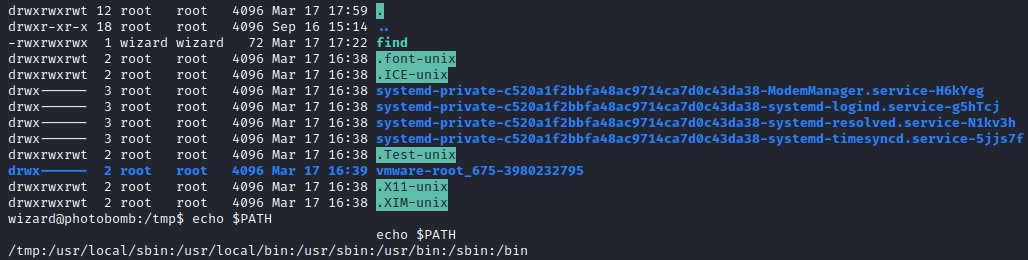 drwxrwxrwt 12 root   root   4096 Mar 17 17:59 .
drwxr-xr-x 18 root   root   4096 Sep 16 15:14 ..
-rwxrwxrwx  1 wizard wizard   72 Mar 17 17:22 find
drwxrwxrwt  2 root   root   4096 Mar 17 16:38 .font-unix
drwxrwxrwt  2 root   root   4096 Mar 17 16:38 .ICE-unix
drwx------  3 root   root   4096 Mar 17 16:38 systemd-private-c520a1f2bbfa48ac9714ca7d0c43da38-ModemManager.service-H6kYeg
drwx------  3 root   root   4096 Mar 17 16:38 systemd-private-c520a1f2bbfa48ac9714ca7d0c43da38-systemd-logind.service-g5hTcj
drwx------  3 root   root   4096 Mar 17 16:38 systemd-private-c520a1f2bbfa48ac9714ca7d0c43da38-systemd-resolved.service-N1kv3h
drwx------  3 root   root   4096 Mar 17 16:38 systemd-private-c520a1f2bbfa48ac9714ca7d0c43da38-systemd-timesyncd.service-5jjs7f
drwxrwxrwt  2 root   root   4096 Mar 17 16:38 .Test-unix
drwx------  2 root   root   4096 Mar 17 16:39 vmware-root_675-3980232795
drwxrwxrwt  2 root   root   4096 Mar 17 16:38 .X11-unix
drwxrwxrwt  2 root   root   4096 Mar 17 16:38 .XIM-unix
wizard@photobomb:/tmp$ echo $PATH
echo $PATH
/tmp:/usr/local/sbin:/usr/local/bin:/usr/sbin:/usr/bin:/sbin:/bin